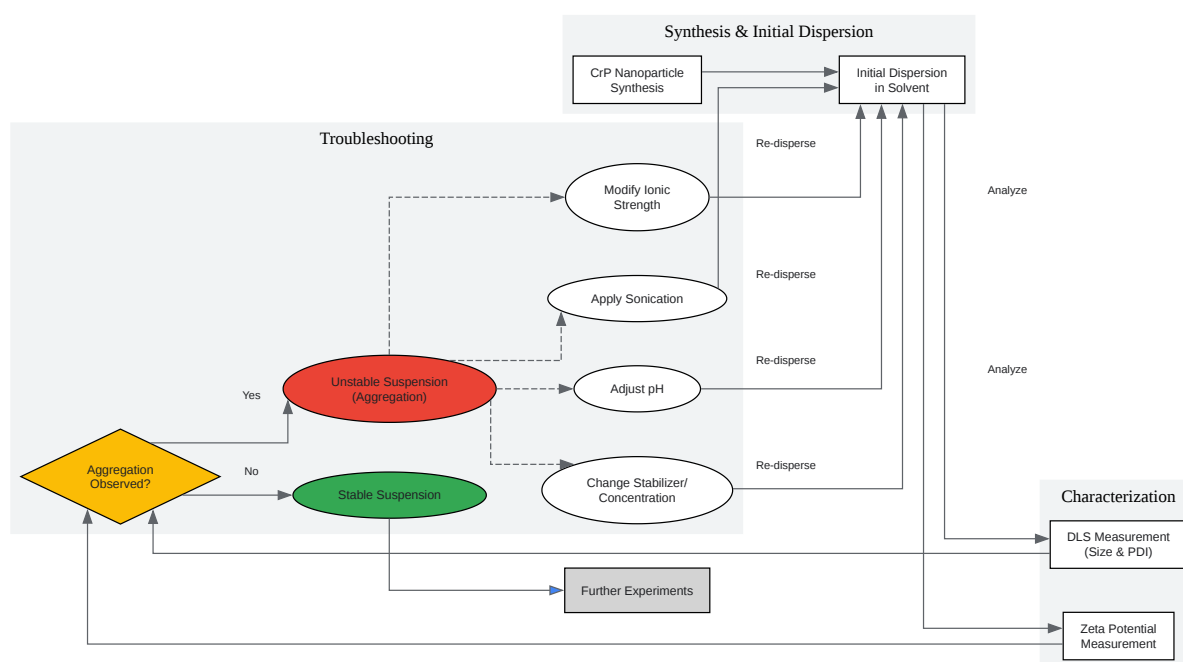 Synthesis & Initial Dispersion
CrP Nanoparticle
Synthesis
Initial Dispersion
in Solvent
Troubleshooting
Re-disperse
Modify Ionic
Strength
Analyze
Re-disperse
Apply Sonication
Re-disperse
Analyze
Unstable Suspension
(Aggregation)
Adjust pH
Yes
Aggregation
Observed?
No
Stable Suspension
Re-disperse
Change Stabilizer/
Concentration
Characterization
DLS Measurement
(Size & PDI)
Further Experiments
Zeta Potential
Measurement